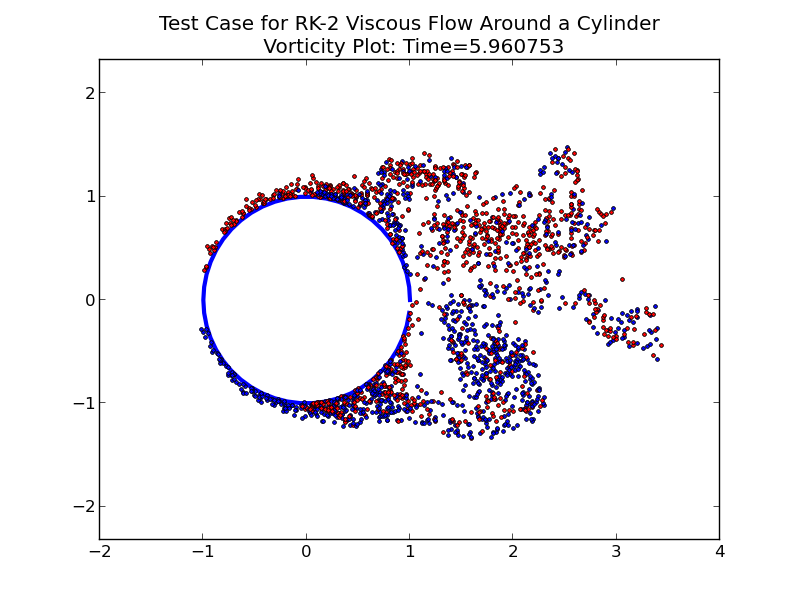 Test Case for RK-2 Viscous Flow Around a Cylinder
Vorticity Plot: Time=5.960753
2
1
0
−1
−2
−2 −1 0 1 2 3 4